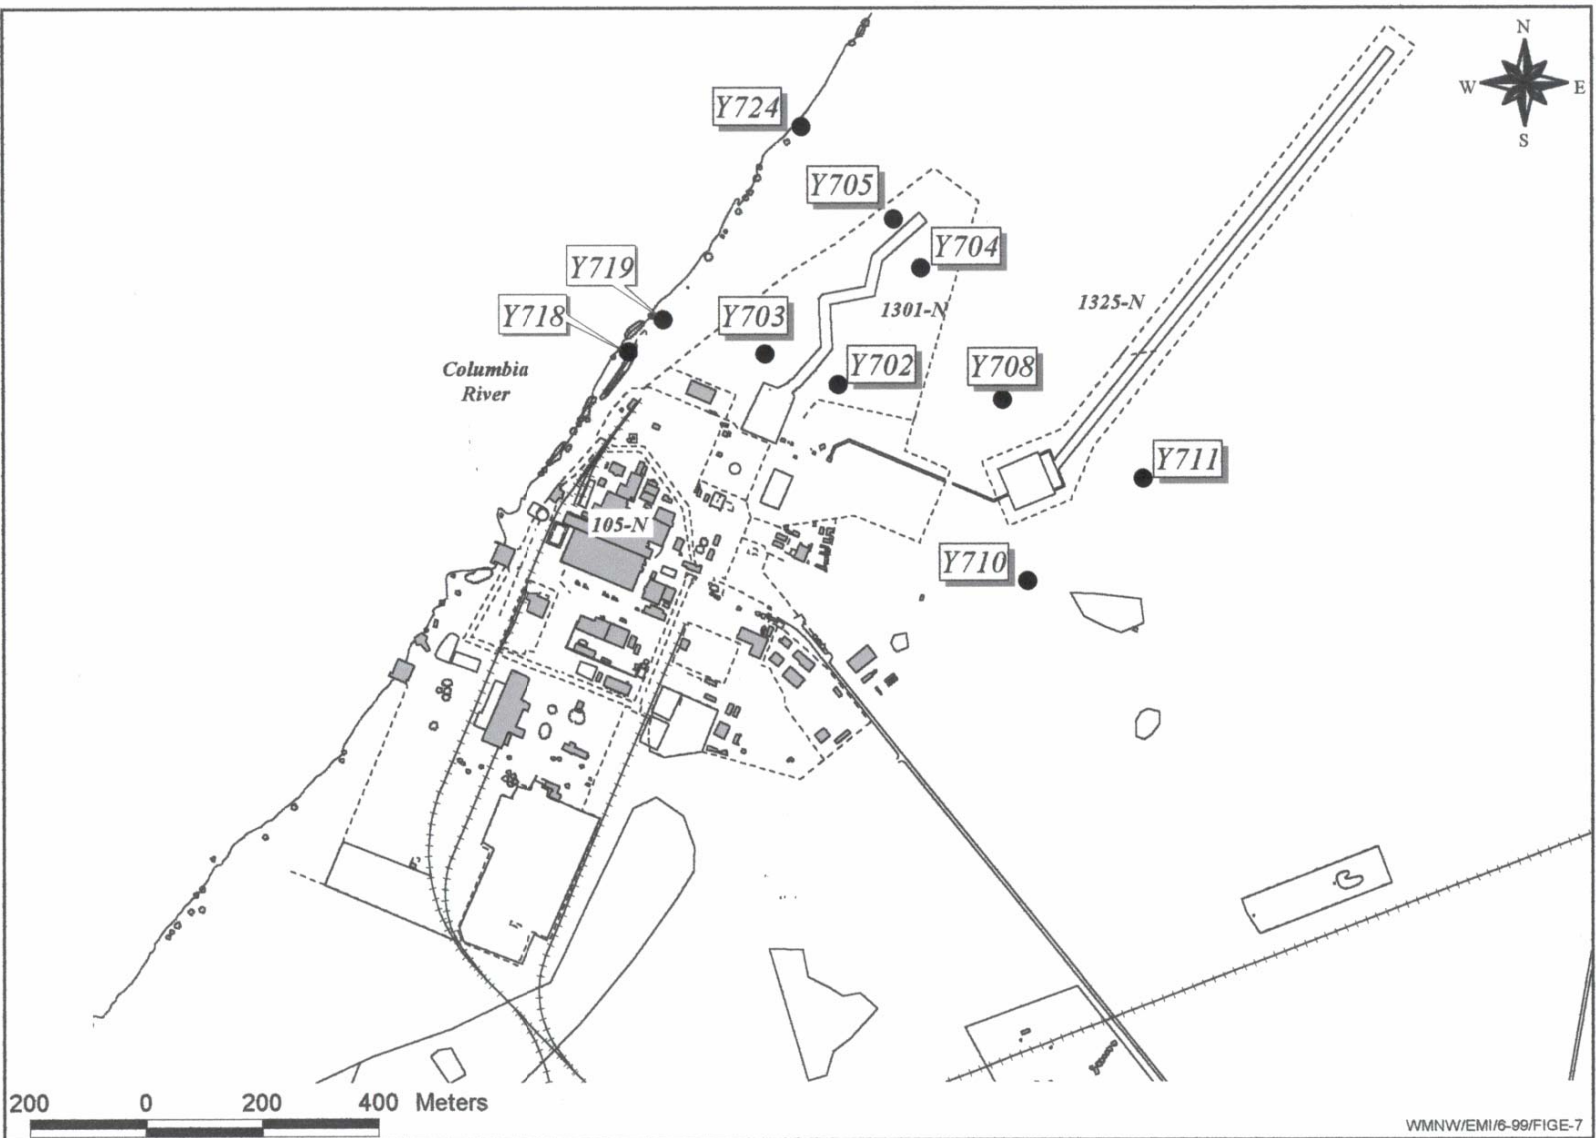 N
W E
S
Y724
Y705
Y704
Y719
Y718
Y703
1301-N
1325-N
Columbia
River
Y702
Y708
Y711
105-N
Y710
200 0 200 400 Meters
WMNW/EMI/6-99/FIGE-7